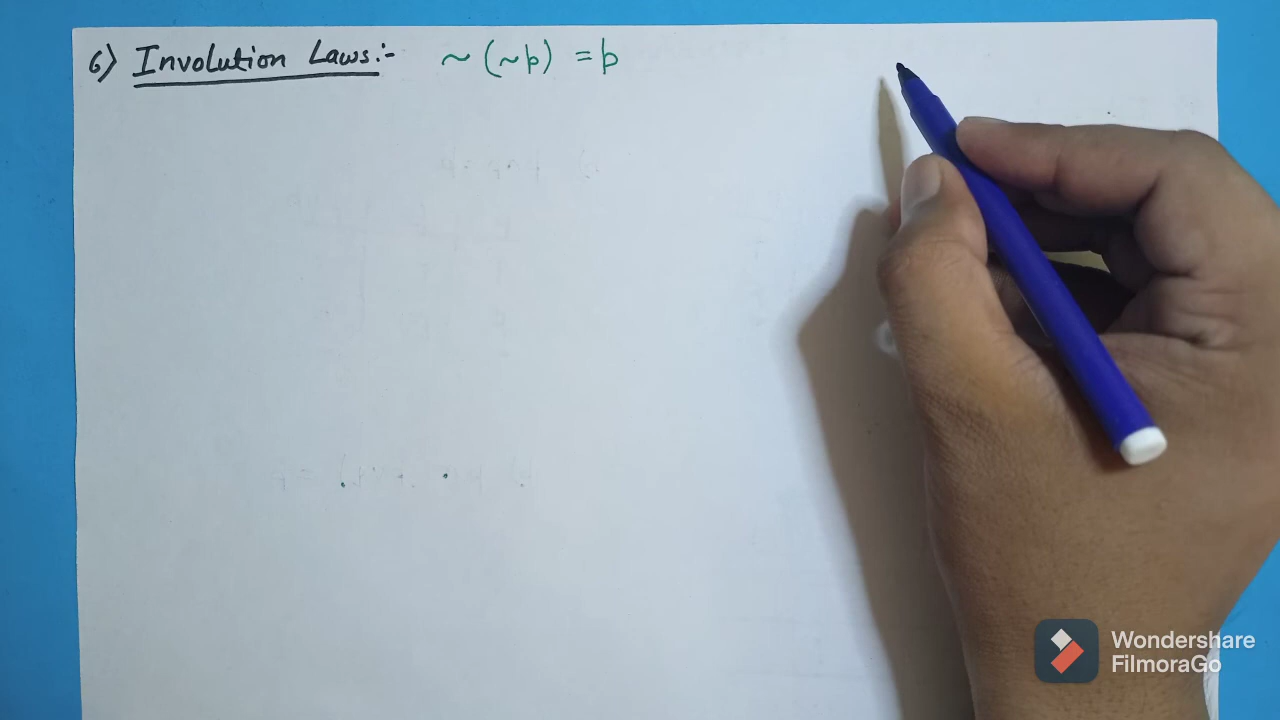 6) Involution Laws:- ~ (~p) = p
Wondershare
FilmoraGo